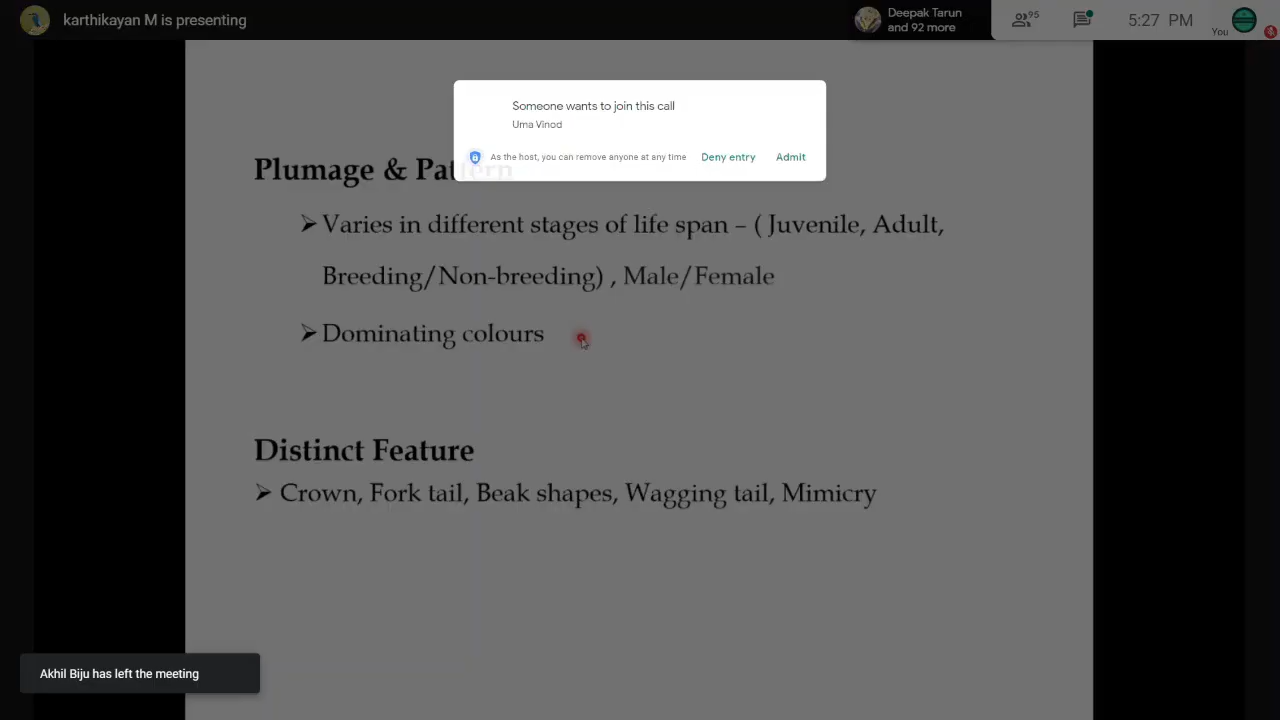 karthikayan M is presenting
Deepak Tarun
and 92 more
95
5:27 PM
You
Someone wants to join this call
Uma Vinod
As the host, you can remove anyone at any time
Deny entry
Admit
Plumage & Pattern
➢ Varies in different stages of life span – ( Juvenile, Adult,
Breeding/Non-breeding) , Male/Female
➢ Dominating colours
Distinct Feature
➢ Crown, Fork tail, Beak shapes, Wagging tail, Mimicry
Akhil Biju has left the meeting